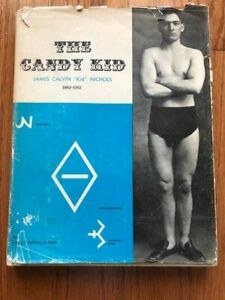 THE
CANDY KID
JAMES CALVIN "Kid" NICHOLS
1883-1962